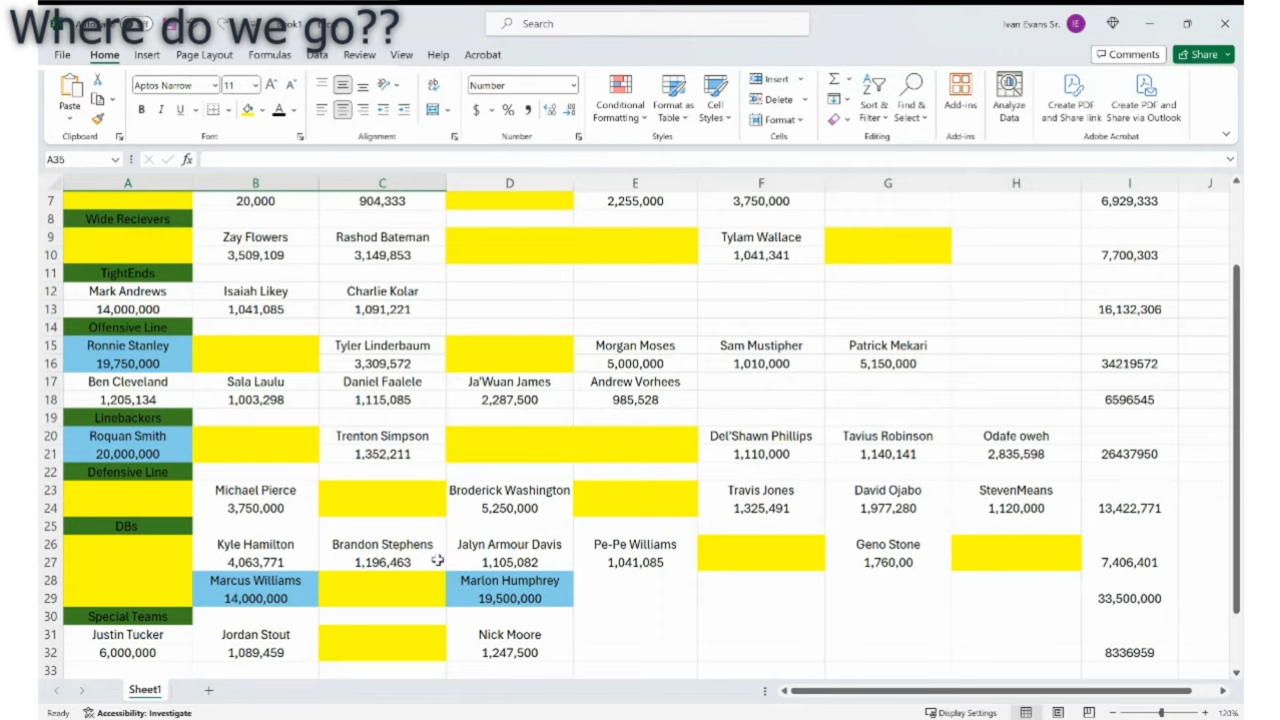 Where do we go??
Search
Ivan Evans Sr.
IE
File Home Insert Page Layout Formulas Data Review View Help Acrobat
Comments Share
Paste
Aptos Narrow 11
B I U
Number
$ %
Conditional Formatting
Format as Table
Cell Styles
Insert
Delete
Format
Sort & Filter
Find & Select
Add-ins
Analyze Data
Create PDF and Share link
Create PDF and Share via Outlook
Clipboard Font Alignment Number Styles Cells Editing Add-ins Adobe Acrobat
A35 fx
A B C D E F G H I J
7 20,000 904,333 2,255,000 3,750,000 6,929,333
8 Wide Recievers
9 Zay Flowers Rashod Bateman Tylam Wallace
10 3,509,109 3,149,853 1,041,341 7,700,303
11 TightEnds
12 Mark Andrews Isaiah Likey Charlie Kolar
13 14,000,000 1,041,085 1,091,221 16,132,306
14 Offensive Line
15 Ronnie Stanley Tyler Linderbaum Morgan Moses Sam Mustipher Patrick Mekari
16 19,750,000 3,309,572 5,000,000 1,010,000 5,150,000 34219572
17 Ben Cleveland Sala Laulu Daniel Faalele Ja'Wuan James Andrew Vorhees
18 1,205,134 1,003,298 1,115,085 2,287,500 985,528 6596545
19 Linebackers
20 Roquan Smith Trenton Simpson Del'Shawn Phillips Tavius Robinson Odafe oweh
21 20,000,000 1,352,211 1,110,000 1,140,141 2,835,598 26437950
22 Defensive Line
23 Michael Pierce Broderick Washington Travis Jones David Ojabo StevenMeans
24 3,750,000 5,250,000 1,325,491 1,977,280 1,120,000 13,422,771
25 DBs
26 Kyle Hamilton Brandon Stephens Jalyn Armour Davis Pe-Pe Williams Geno Stone
27 4,063,771 1,196,463 1,105,082 1,041,085 1,760,00 7,406,401
28 Marcus Williams Marlon Humphrey
29 14,000,000 19,500,000 33,500,000
30 Special Teams
31 Justin Tucker Jordan Stout Nick Moore
32 6,000,000 1,089,459 1,247,500 8336959
33
Sheet1
Ready Accessibility: Investigate Display Settings 120%